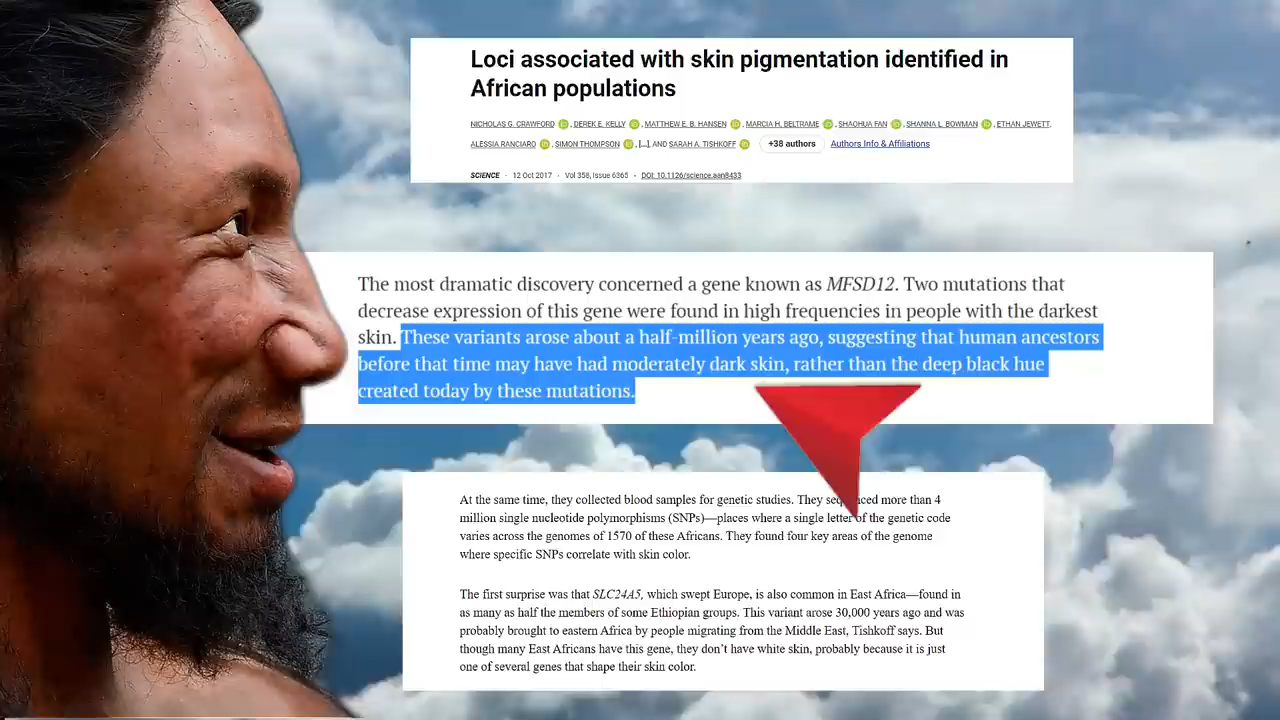 Loci associated with skin pigmentation identified in
African populations
NICHOLAS G. CRAWFORD, DEREK E. KELLY, MATTHEW E. B. HANSEN, MARCIA H. BELTRAME, SHAOHUA FAN, SHANNA L. BOWMAN, ETHAN JEWETT,
ALESSIA RANCIARO, SIMON THOMPSON, [...], AND SARAH A. TISHKOFF +38 authors Authors Info & Affiliations
SCIENCE · 12 Oct 2017 · Vol 358, Issue 6365 · DOI: 10.1126/science.aan8433
The most dramatic discovery concerned a gene known as MFSD12. Two mutations that
decrease expression of this gene were found in high frequencies in people with the darkest
skin. These variants arose about a half-million years ago, suggesting that human ancestors
before that time may have had moderately dark skin, rather than the deep black hue
created today by these mutations.
At the same time, they collected blood samples for genetic studies. They more than 4
million single nucleotide polymorphisms (SNPs)—places where a single letter of the genetic code
varies across the genomes of 1570 of these Africans. They found four key areas of the genome
where specific SNPs correlate with skin color.
The first surprise was that SLC24A5, which swept Europe, is also common in East Africa—found in
as many as half the members of some Ethiopian groups. This variant arose 30,000 years ago and was
probably brought to eastern Africa by people migrating from the Middle East, Tishkoff says. But
though many East Africans have this gene, they don't have white skin, probably because it is just
one of several genes that shape their skin color.